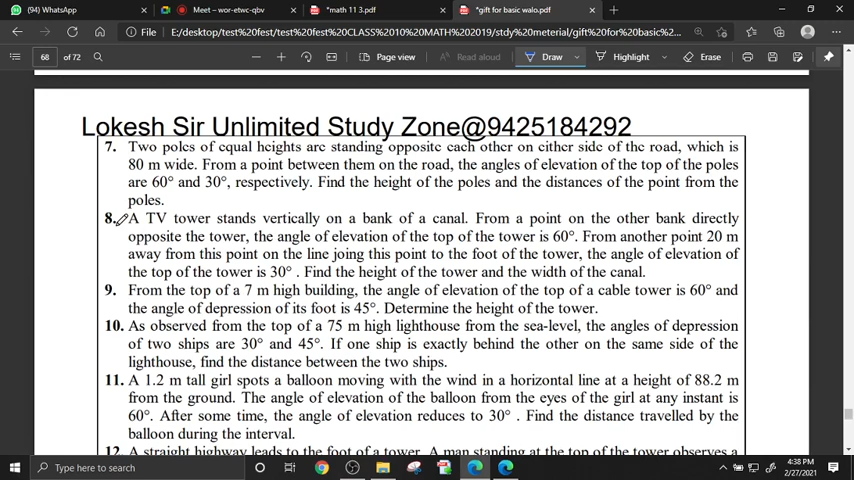 (94) WhatsApp
Meet – wor-etwc-qbv
*math 11 3.pdf
*gift for basic walo.pdf
File
E:/desktop/test%20fest/test%20fest%20CLASS%2010%20MATH%202019/stdy%20meterial/gift%20for%20basic%2...
68 of 72
Page view
Read aloud
Draw
Highlight
Erase
Lokesh Sir Unlimited Study Zone@9425184292
7. Two poles of equal heights are standing opposite each other on either side of the road, which is
80 m wide. From a point between them on the road, the angles of elevation of the top of the poles
are 60° and 30°, respectively. Find the height of the poles and the distances of the point from the
poles.
8. A TV tower stands vertically on a bank of a canal. From a point on the other bank directly
opposite the tower, the angle of elevation of the top of the tower is 60°. From another point 20 m
away from this point on the line joing this point to the foot of the tower, the angle of elevation of
the top of the tower is 30° . Find the height of the tower and the width of the canal.
9. From the top of a 7 m high building, the angle of elevation of the top of a cable tower is 60° and
the angle of depression of its foot is 45°. Determine the height of the tower.
10. As observed from the top of a 75 m high lighthouse from the sea-level, the angles of depression
of two ships are 30° and 45°. If one ship is exactly behind the other on the same side of the
lighthouse, find the distance between the two ships.
11. A 1.2 m tall girl spots a balloon moving with the wind in a horizontal line at a height of 88.2 m
from the ground. The angle of elevation of the balloon from the eyes of the girl at any instant is
60°. After some time, the angle of elevation reduces to 30° . Find the distance travelled by the
balloon during the interval.
12. A straight highway leads to the foot of a tower. A man standing at the top of the tower observes a
Type here to search
4:38 PM
2/27/2021